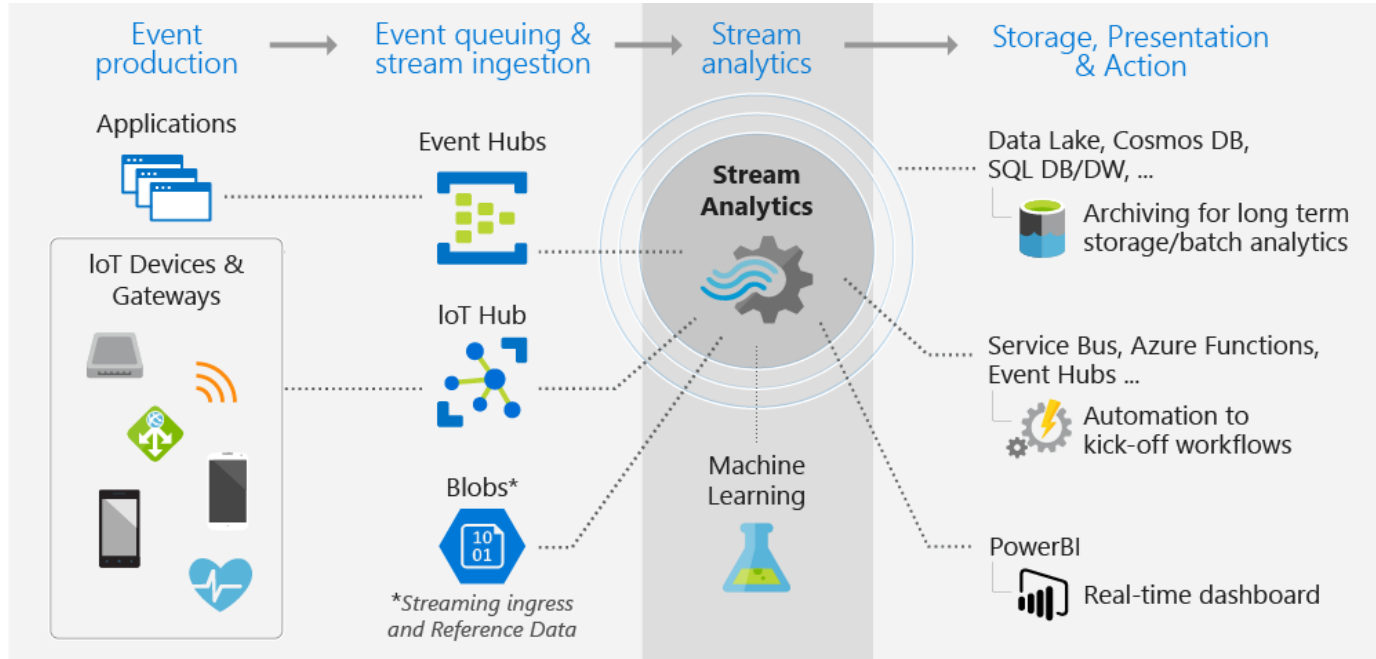 Event
production
Event queuing &
stream ingestion
Stream
analytics
Storage, Presentation
& Action
Applications
IoT Devices &
Gateways
Event Hubs
IoT Hub
Blobs*
10
01
*Streaming ingress
and Reference Data
Stream
Analytics
Machine
Learning
Data Lake, Cosmos DB,
SQL DB/DW, ...
Archiving for long term
storage/batch analytics
Service Bus, Azure Functions,
Event Hubs ...
Automation to
kick-off workflows
PowerBI
Real-time dashboard